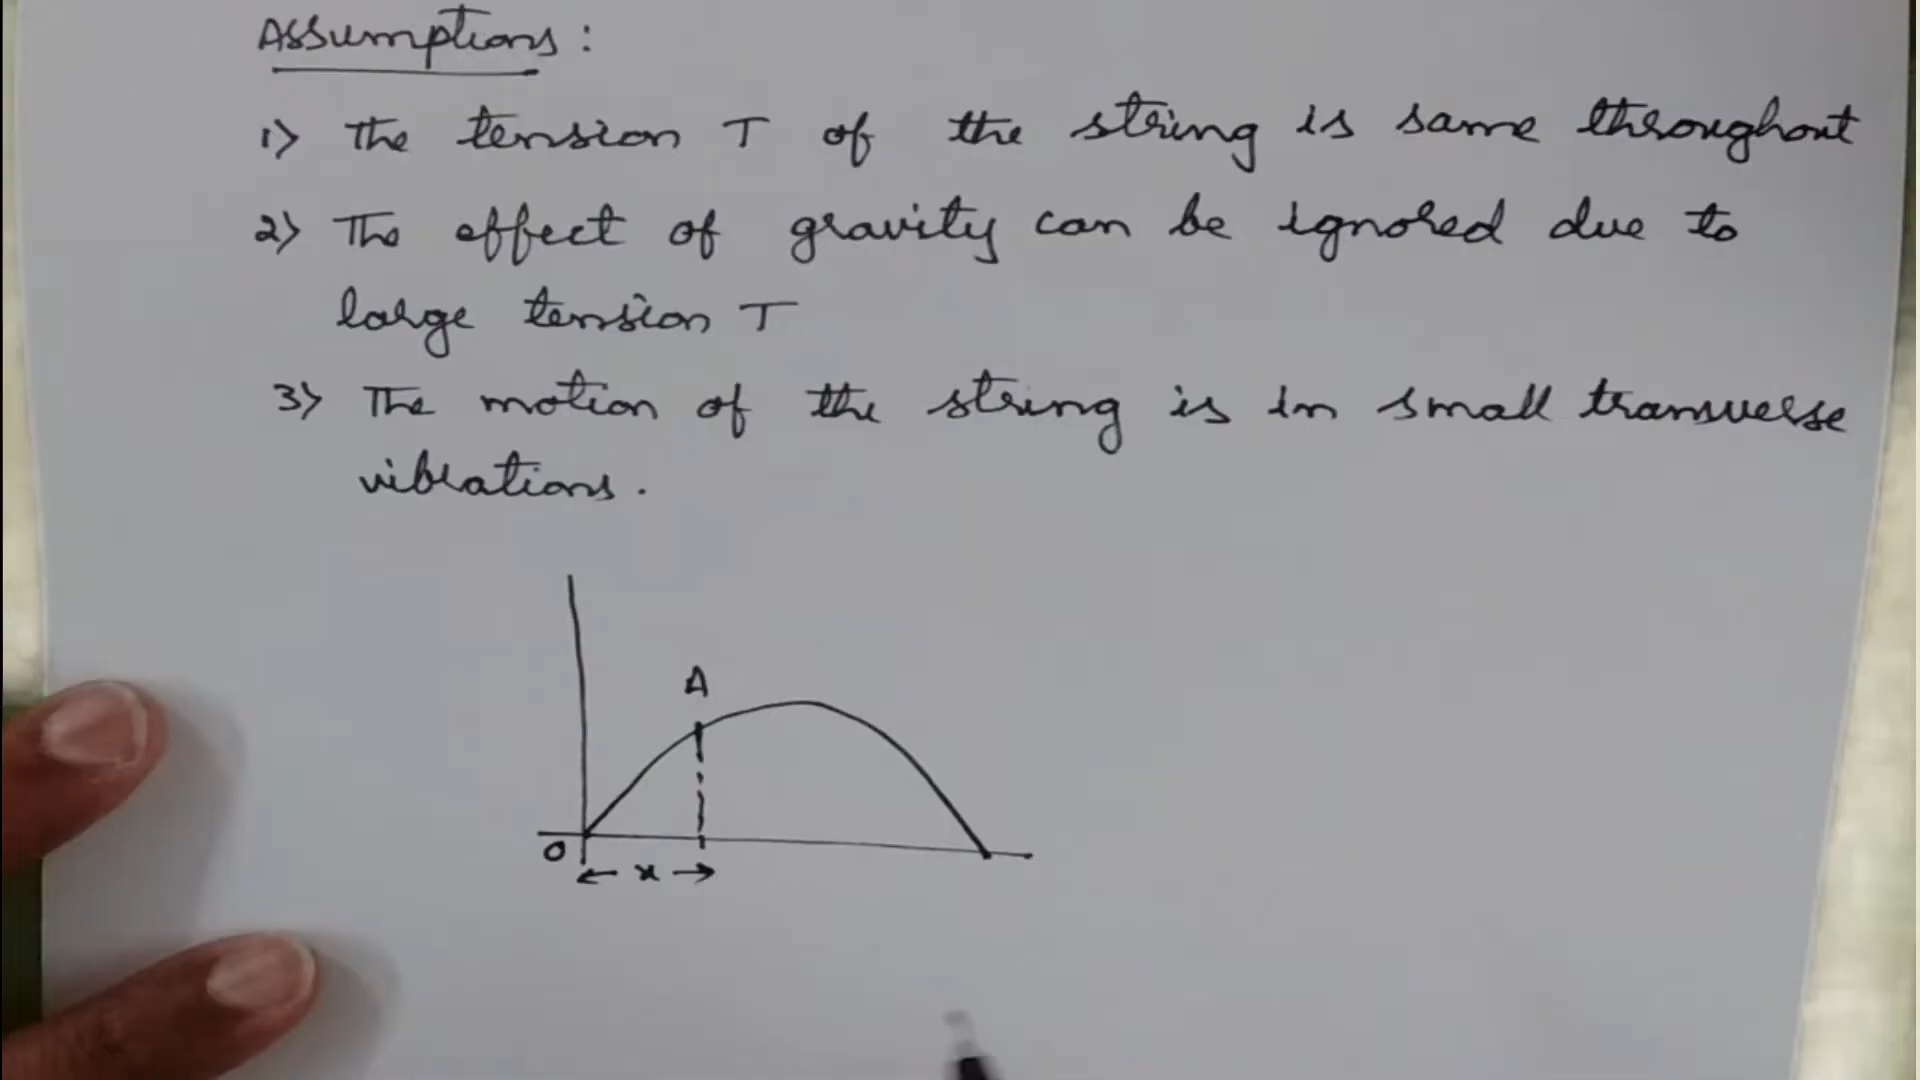 Assumptions :
1) The tension T of the string is same throughout
2) The effect of gravity can be ignored due to
large tension T
3) The motion of the string is in small transverse
vibrations.
A
O
← x →